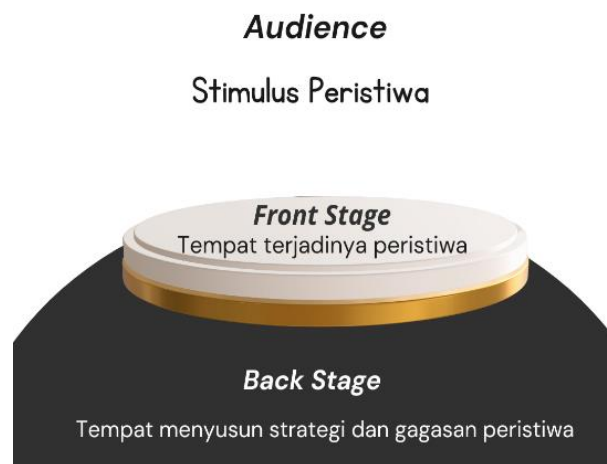 Audience
Stimulus Peristiwa
Front Stage
Tempat terjadinya peristiwa
Back Stage
Tempat menyusun strategi dan gagasan peristiwa